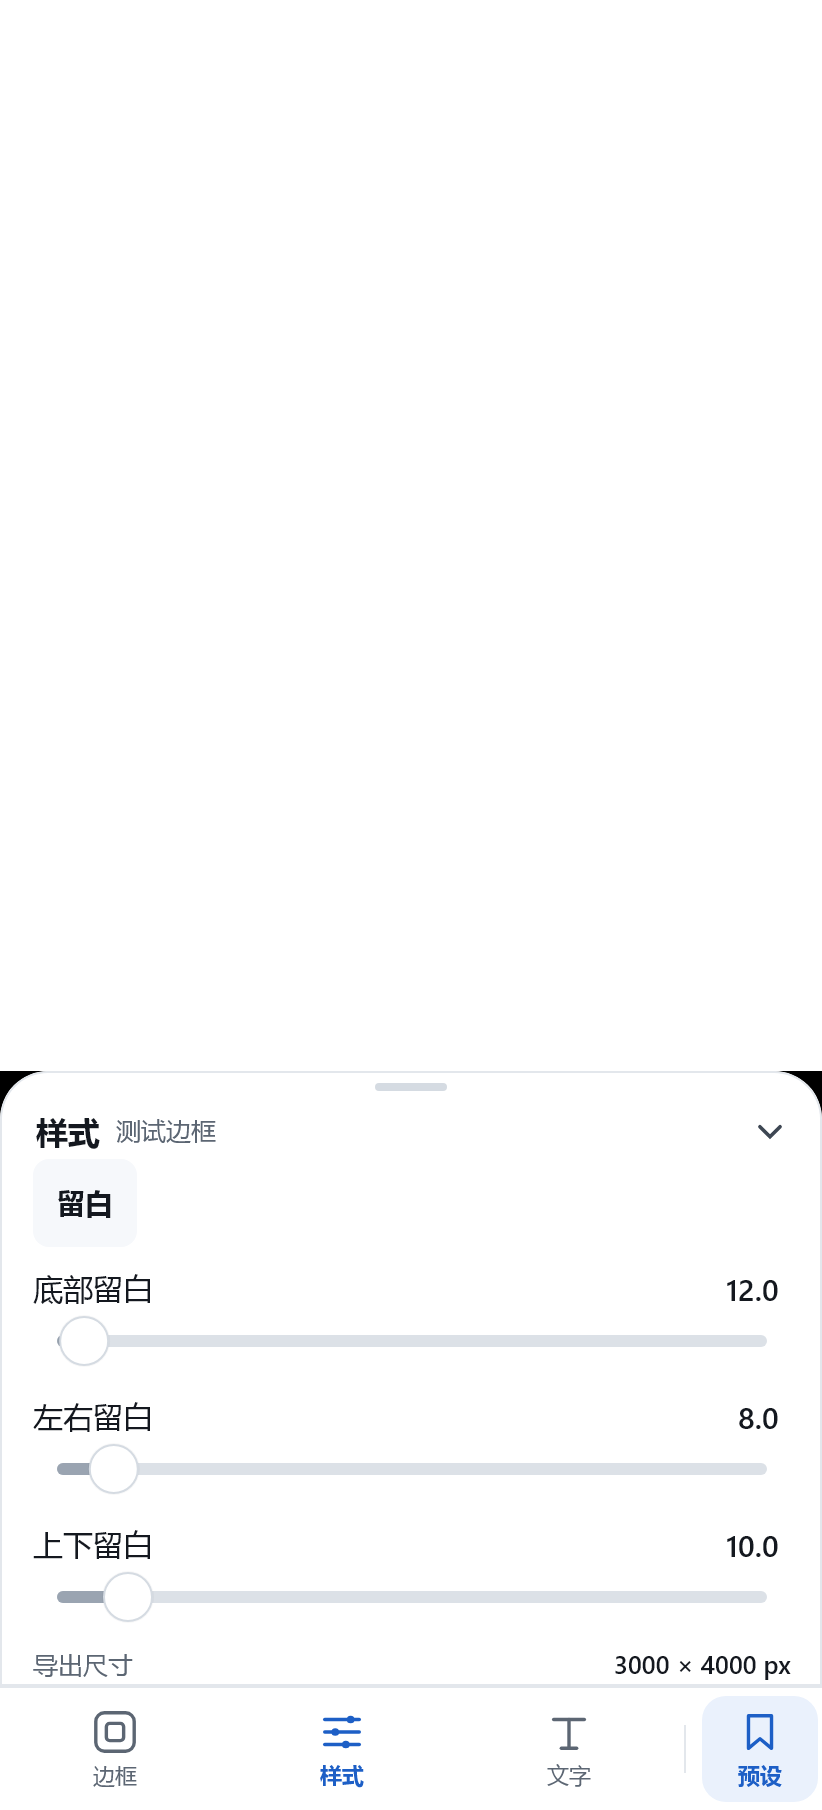 样式 测试边框
留白
底部留白 12.0
左右留白 8.0
上下留白 10.0
导出尺寸 3000 × 4000 px
边框 样式 文字 预设